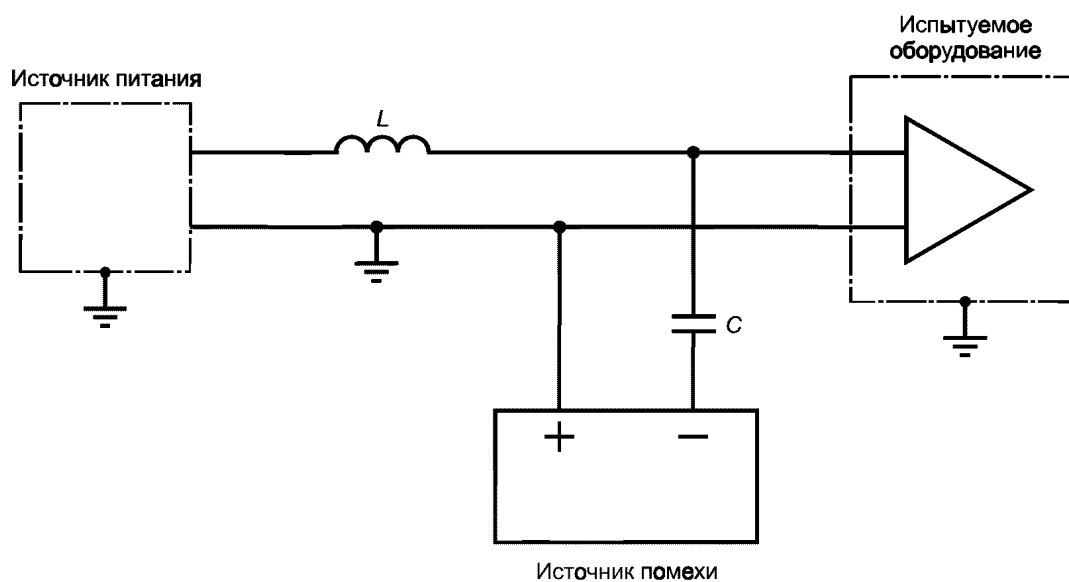 Испытуемое
оборудование
Источник питания
L
C
+ −
Источник помехи